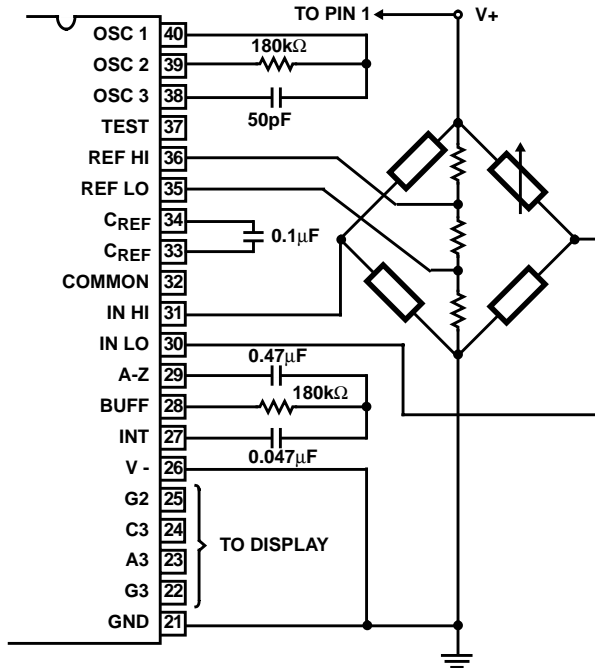 TO PIN 1 V+
OSC 1 40
180kΩ
OSC 2 39
OSC 3 38
50pF
TEST 37
REF HI 36
REF LO 35
CREF 34
0.1μF
CREF 33
COMMON 32
IN HI 31
IN LO 30
0.47μF
A-Z 29
180kΩ
BUFF 28
INT 27
0.047μF
V - 26
G2 25
C3 24
TO DISPLAY
A3 23
G3 22
GND 21